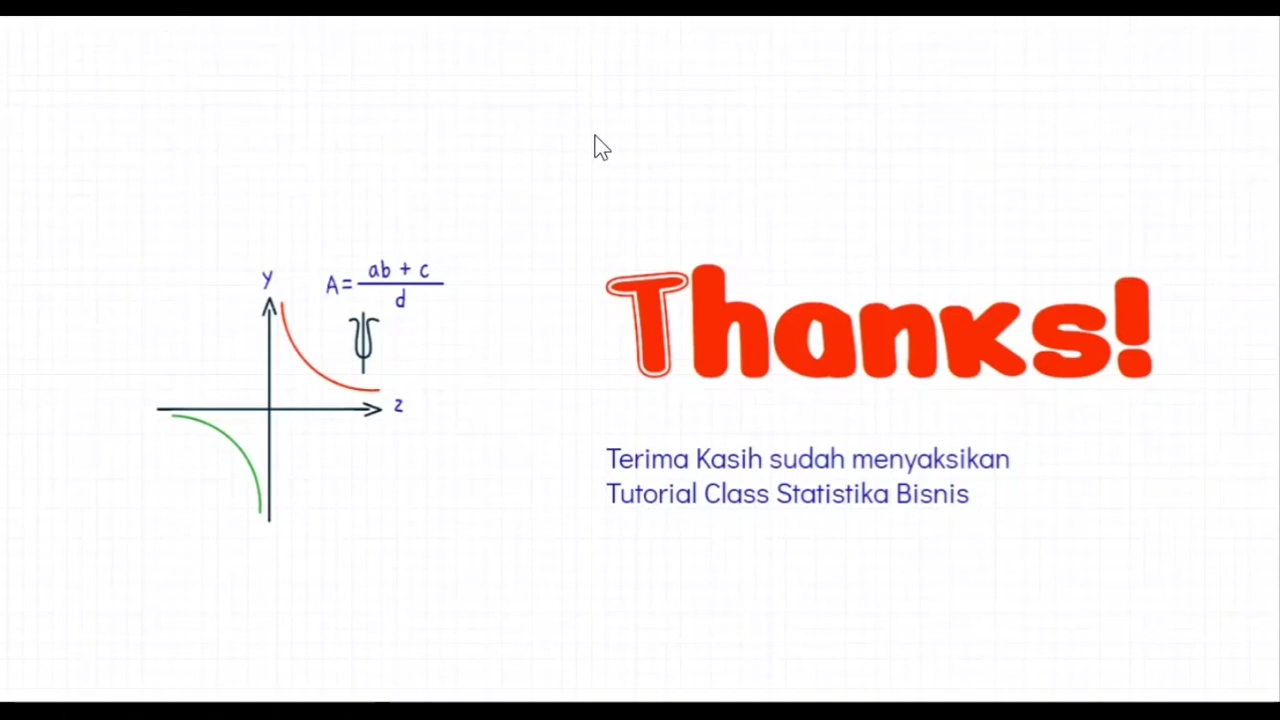 y
A = ab + c
d
ψ
z
Thanks!
Terima Kasih sudah menyaksikan
Tutorial Class Statistika Bisnis